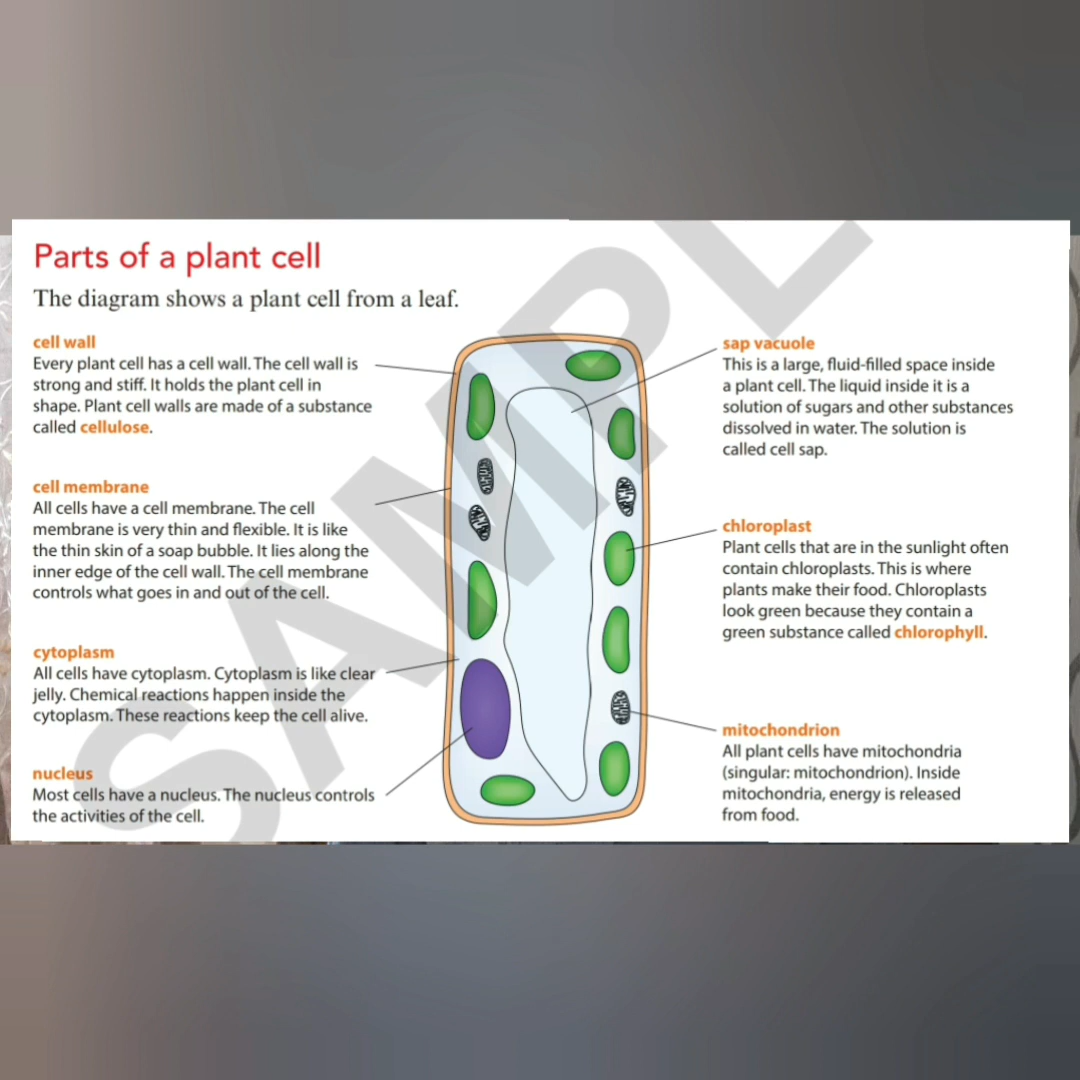 Parts of a plant cell
The diagram shows a plant cell from a leaf.
cell wall
Every plant cell has a cell wall. The cell wall is
strong and stiff. It holds the plant cell in
shape. Plant cell walls are made of a substance
called cellulose.
cell membrane
All cells have a cell membrane. The cell
membrane is very thin and flexible. It is like
the thin skin of a soap bubble. It lies along the
inner edge of the cell wall. The cell membrane
controls what goes in and out of the cell.
cytoplasm
All cells have cytoplasm. Cytoplasm is like clear
jelly. Chemical reactions happen inside the
cytoplasm. These reactions keep the cell alive.
nucleus
Most cells have a nucleus. The nucleus controls
the activities of the cell.
sap vacuole
This is a large, fluid-filled space inside
a plant cell. The liquid inside it is a
solution of sugars and other substances
dissolved in water. The solution is
called cell sap.
chloroplast
Plant cells that are in the sunlight often
contain chloroplasts. This is where
plants make their food. Chloroplasts
look green because they contain a
green substance called chlorophyll.
mitochondrion
All plant cells have mitochondria
(singular: mitochondrion). Inside
mitochondria, energy is released
from food.
SAMPL